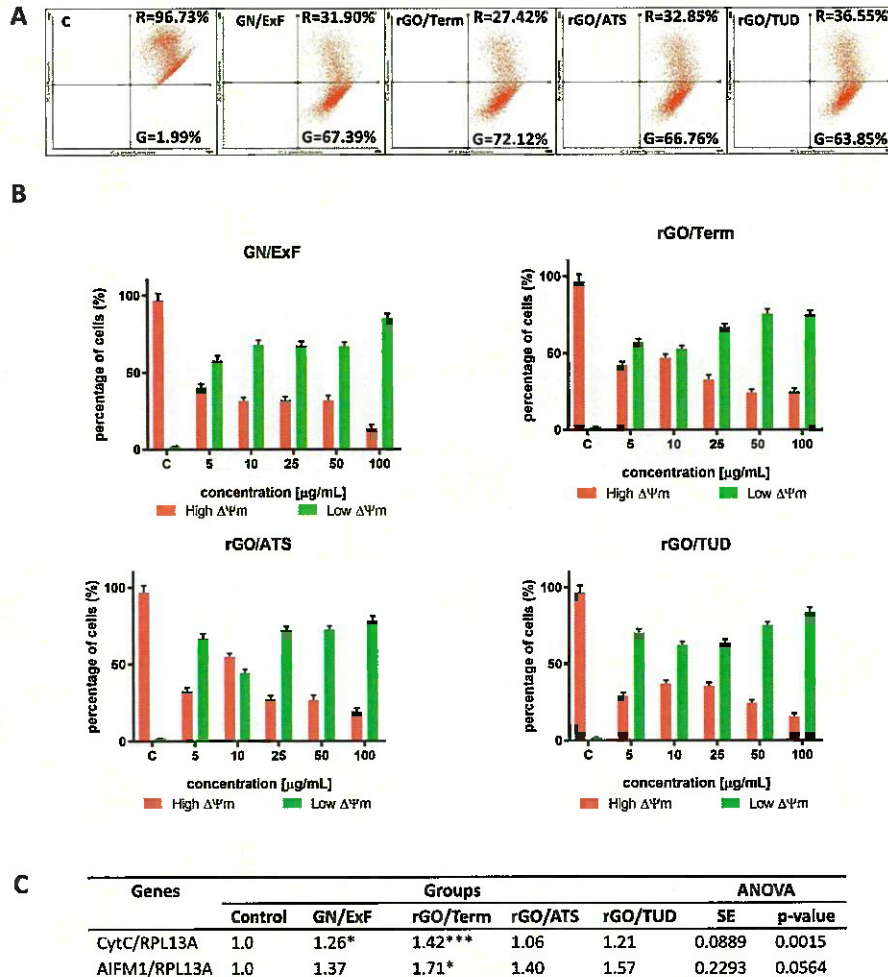 A
C R=96.73% G=1.99%
GN/ExF R=31.90% G=67.39%
rGO/Term R=27.42% G=72.12%
rGO/ATS R=32.85% G=66.76%
rGO/TUD R=36.55% G=63.85%
B
GN/ExF
percentage of cells (%)
100
50
0
C 5 10 25 50 100
concentration [µg/mL]
High ΔΨm Low ΔΨm
rGO/Term
percentage of cells (%)
100
50
0
C 5 10 25 50 100
concentration [µg/mL]
High ΔΨm Low ΔΨm
rGO/ATS
percentage of cells (%)
100
50
0
C 5 10 25 50 100
concentration [µg/mL]
High ΔΨm Low ΔΨm
rGO/TUD
percentage of cells (%)
100
50
0
C 5 10 25 50 100
concentration [µg/mL]
High ΔΨm Low ΔΨm
C
Genes Groups ANOVA
Control GN/ExF rGO/Term rGO/ATS rGO/TUD SE p-value
CytC/RPL13A 1.0 1.26* 1.42*** 1.06 1.21 0.0889 0.0015
AIFM1/RPL13A 1.0 1.37 1.71* 1.40 1.57 0.2293 0.0564